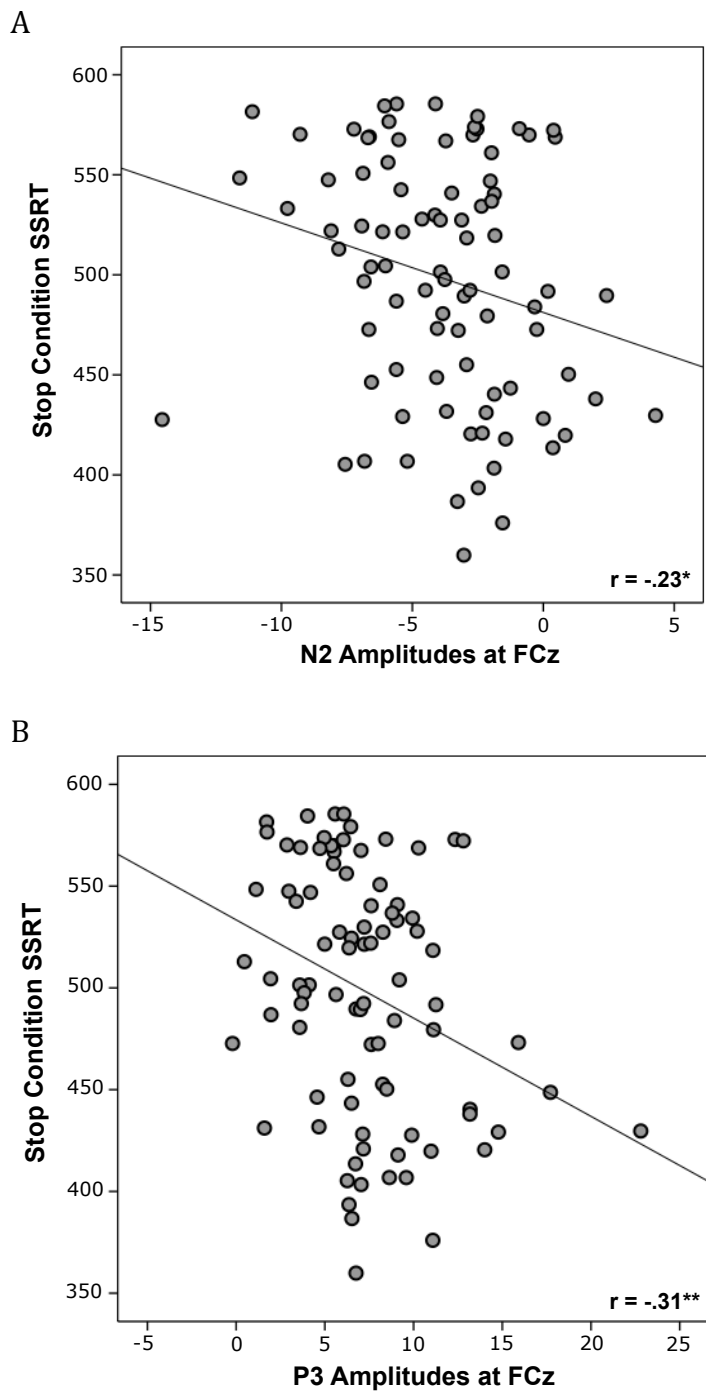 A
600
550
500
450
400
350
Stop Condition SSRT
r = -.23*
-15 -10 -5 0 5
N2 Amplitudes at FCz
B
600
550
500
450
400
350
Stop Condition SSRT
r = -.31**
-5 0 5 10 15 20 25
P3 Amplitudes at FCz